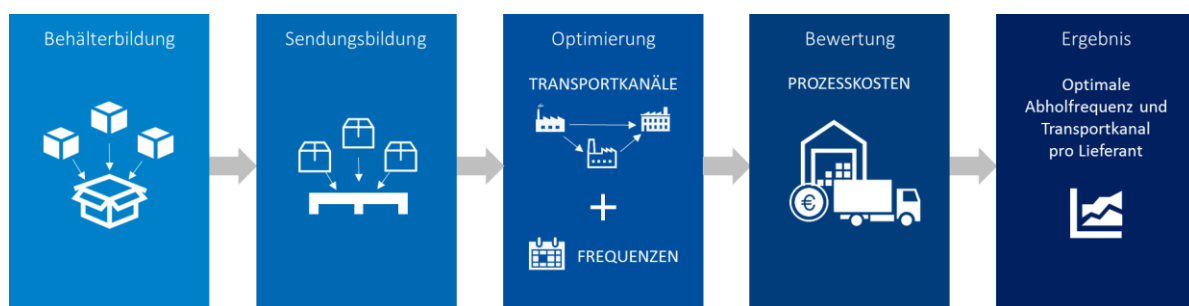 Behälterbildung
Sendungsbildung
Optimierung
TRANSPORTKANÄLE
+
FREQUENZEN
Bewertung
PROZESSKOSTEN
€
Ergebnis
Optimale
Abholfrequenz und
Transportkanal
pro Lieferant